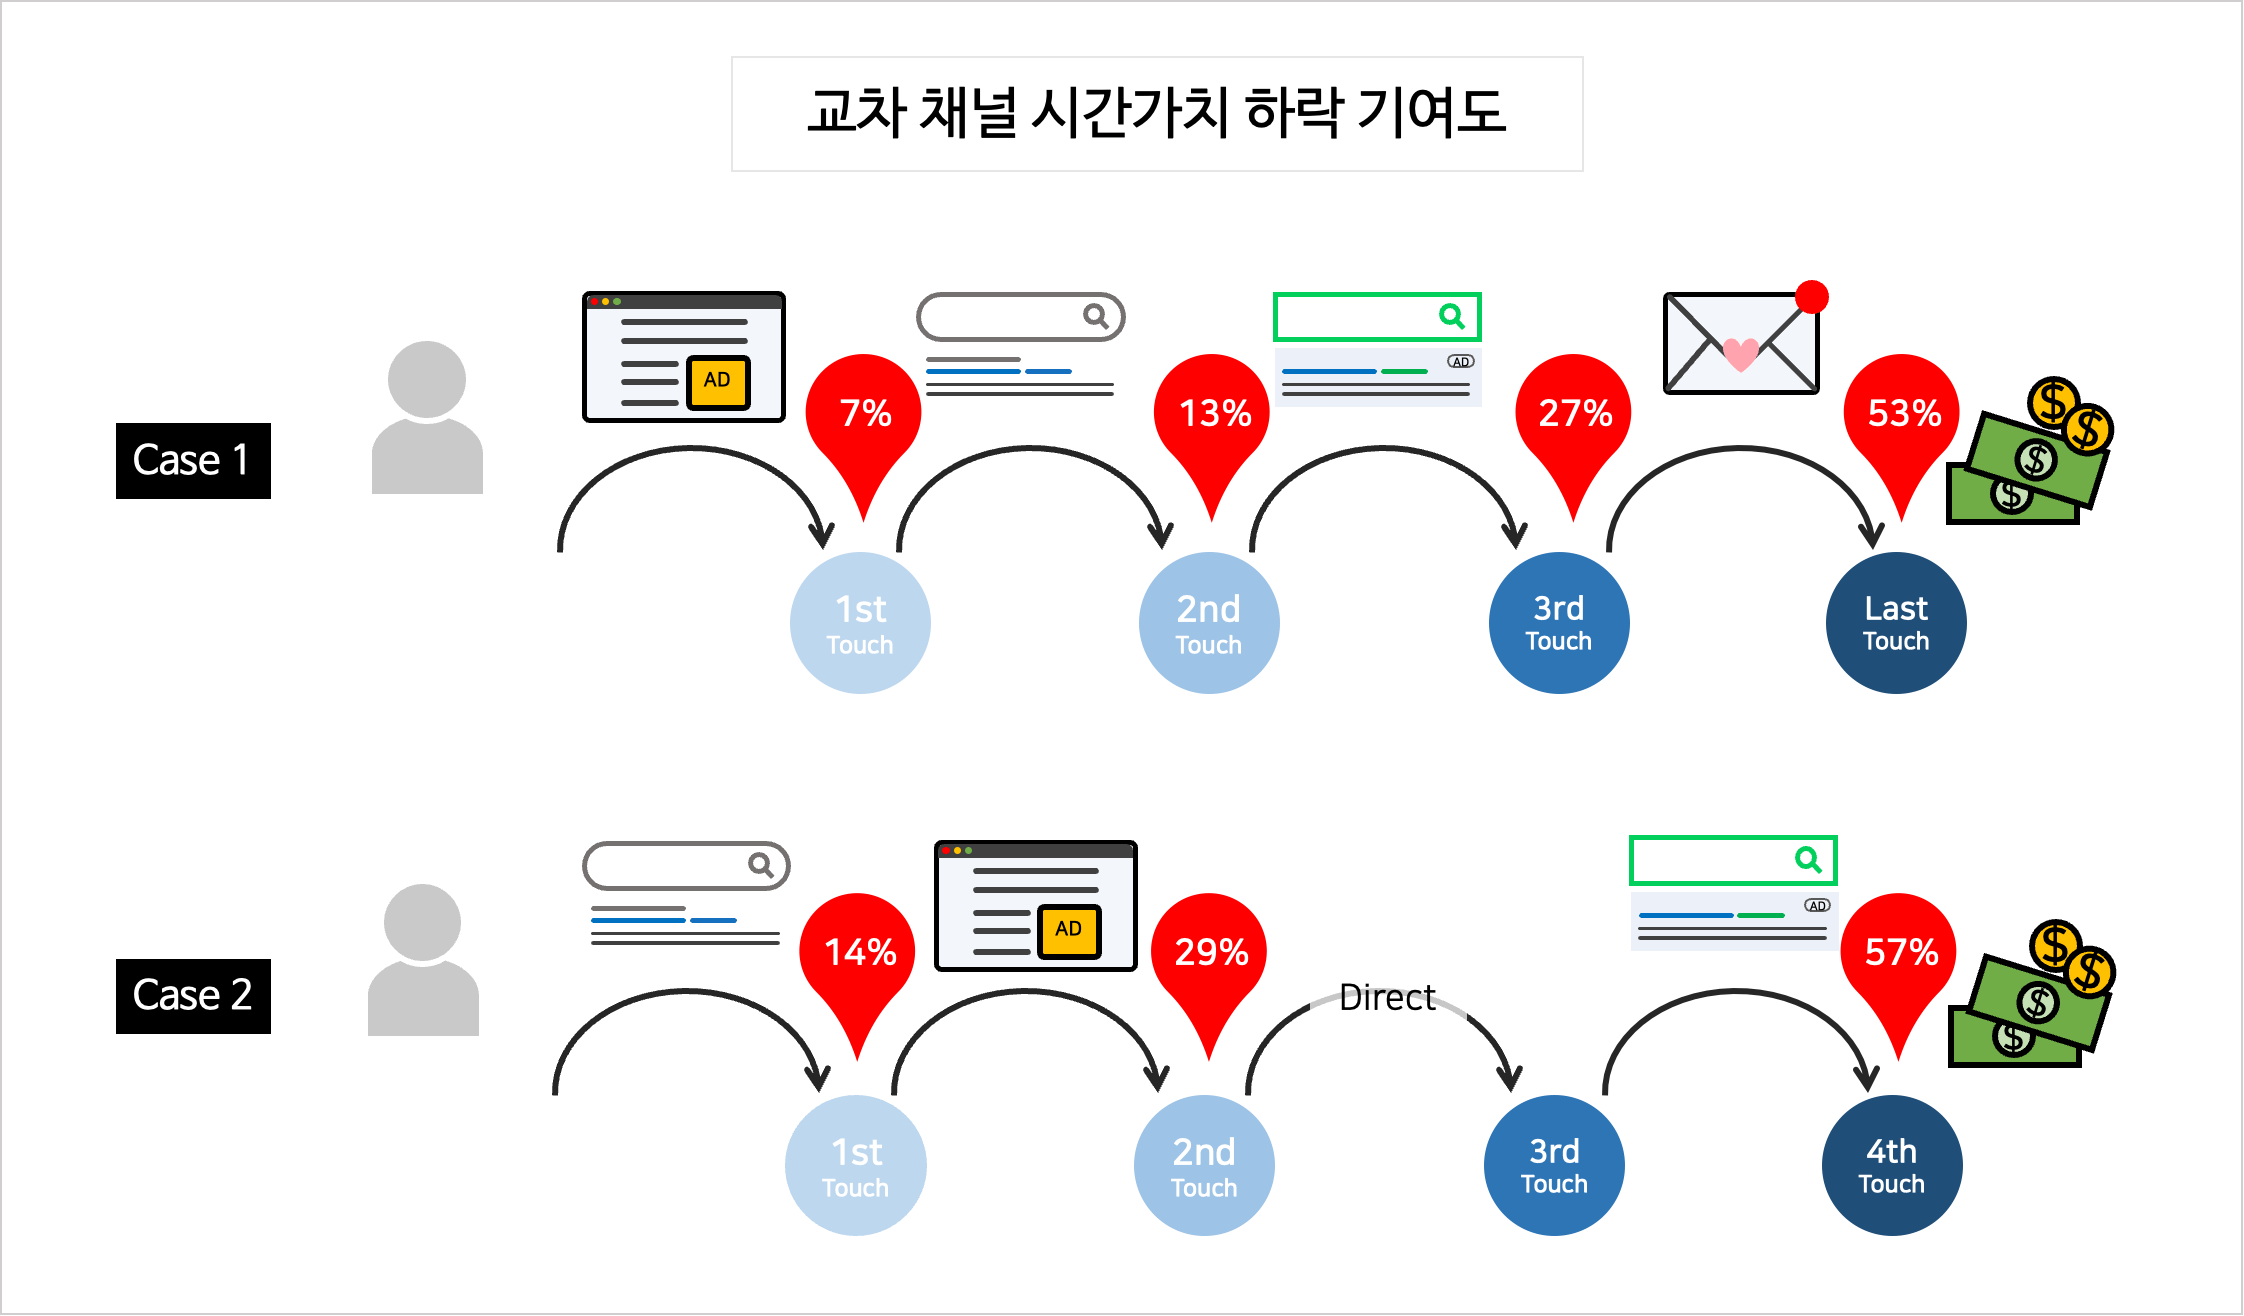 교차 채널 시간가치 하락 기여도
Case 1
AD
7%
13%
AD
27%
53%
$
$
$
$
1st
Touch
2nd
Touch
3rd
Touch
Last
Touch
Case 2
14%
AD
29%
Direct
AD
57%
$
$
$
$
1st
Touch
2nd
Touch
3rd
Touch
4th
Touch